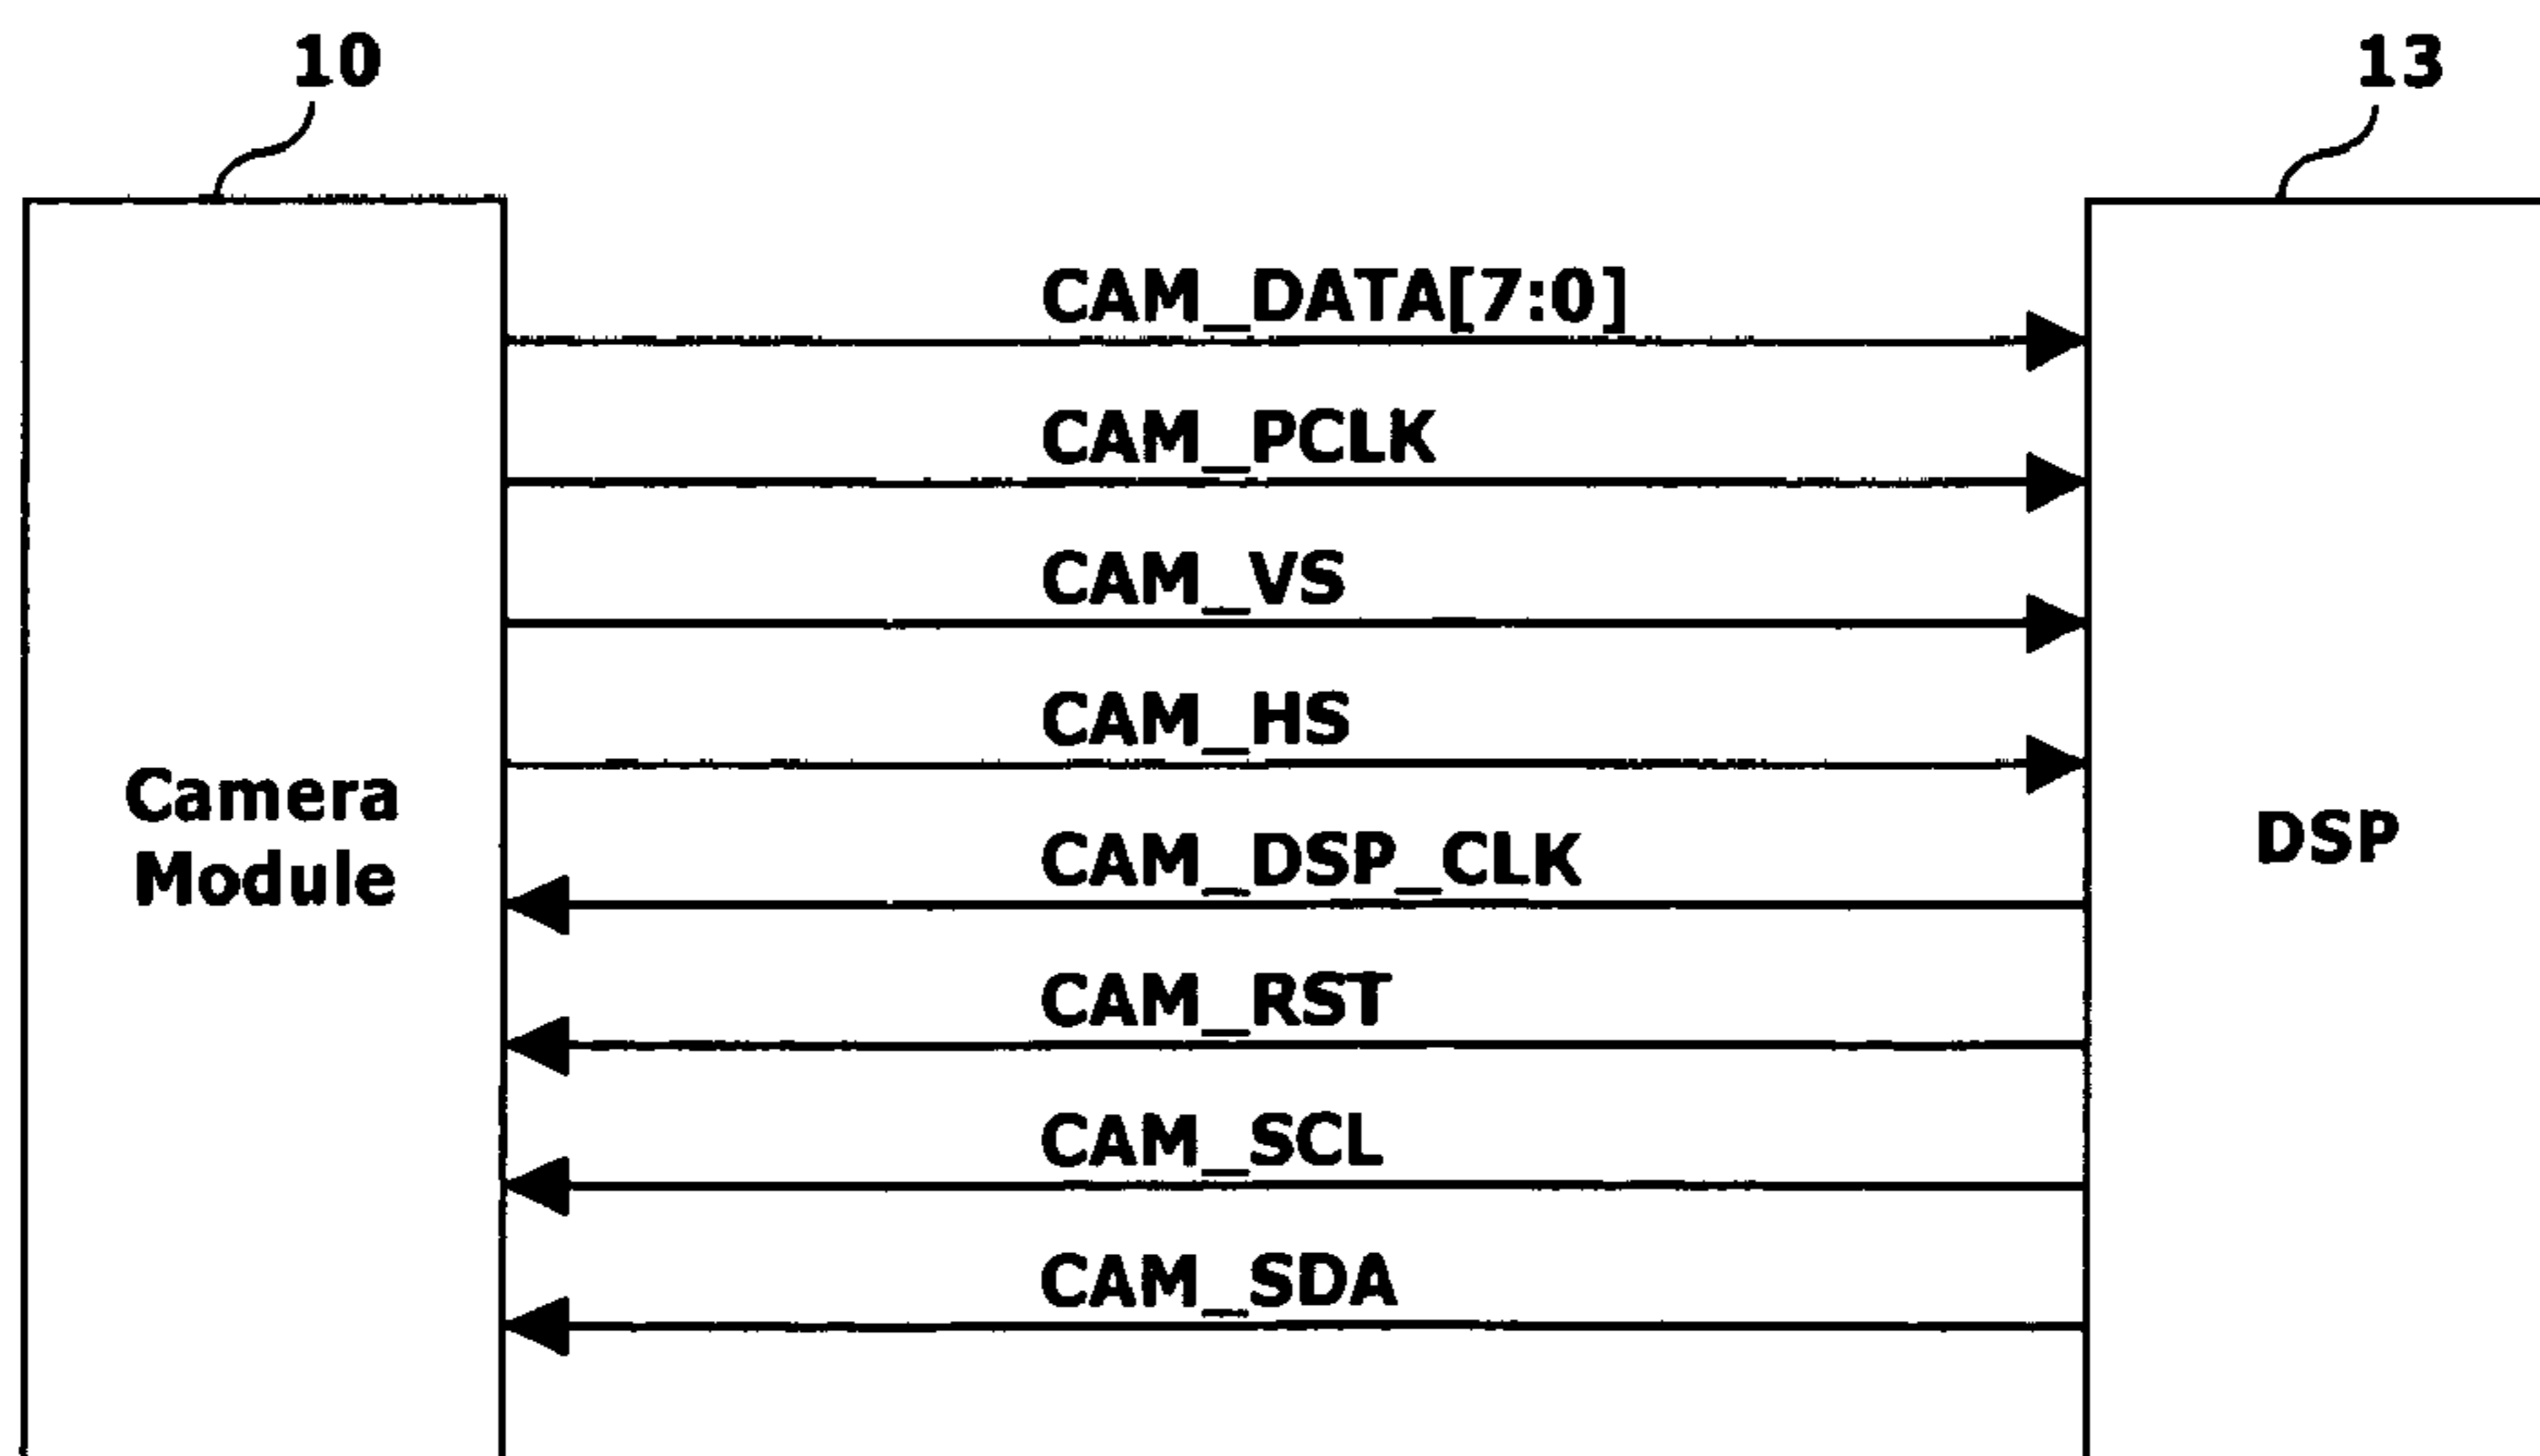 10
13
CAM_DATA[7:0]
CAM_PCLK
CAM_VS
CAM_HS
Camera
Module
DSP
CAM_DSP_CLK
CAM_RST
CAM_SCL
CAM_SDA